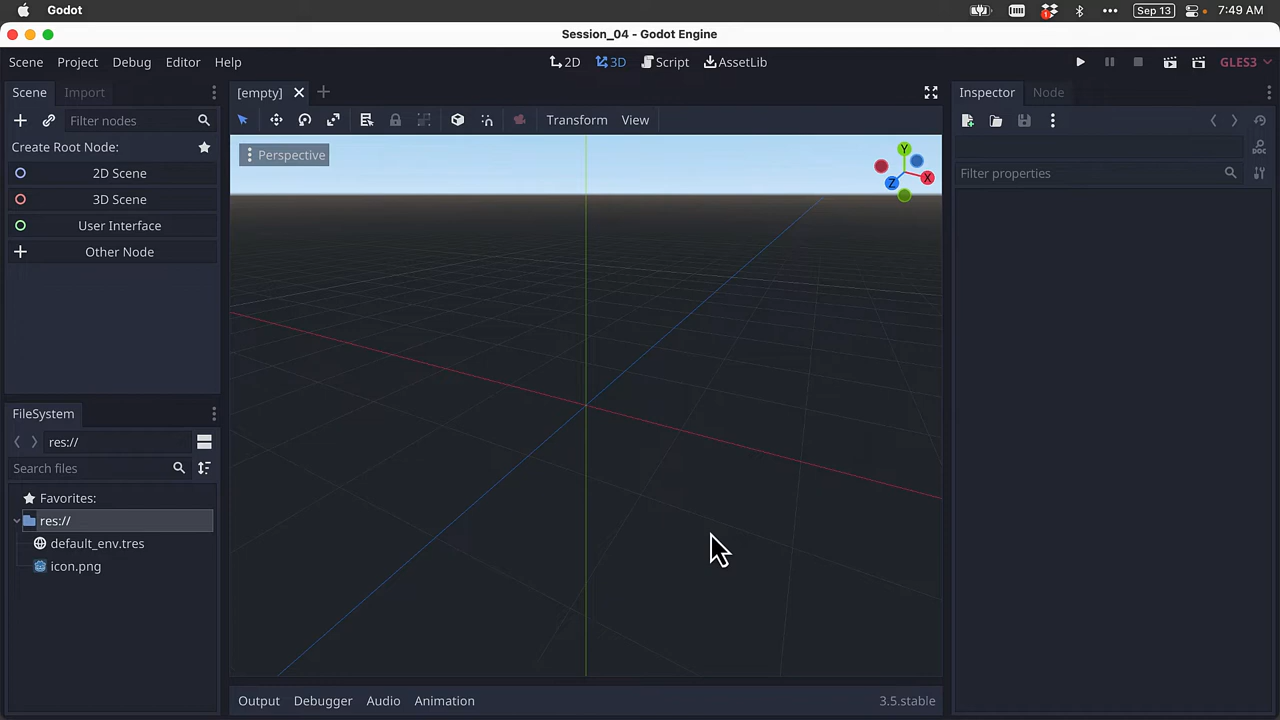 Godot
1
Sep 13
7:49 AM
Session_04 - Godot Engine
Scene Project Debug Editor Help
2D 3D Script AssetLib
GLES3
Scene Import
[empty]
Inspector Node
Filter nodes
Transform View
Create Root Node:
Perspective
Y
X
Z
DOC
Filter properties
2D Scene
3D Scene
User Interface
Other Node
FileSystem
res://
Search files
Favorites:
res://
default_env.tres
icon.png
Output Debugger Audio Animation
3.5.stable